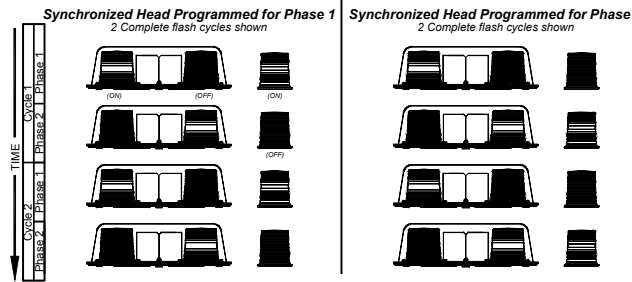 Synchronized Head Programmed for Phase 1
2 Complete flash cycles shown
Synchronized Head Programmed for Phase
2 Complete flash cycles shown
TIME
Cycle 1
Phase 1
Phase 2
Cycle 2
Phase 1
Phase 2
(ON)
(OFF)
(ON)
(OFF)